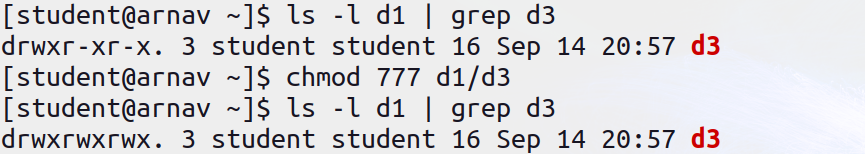 [student@arnav ~]$ ls -l d1 | grep d3
drwxr-xr-x. 3 student student 16 Sep 14 20:57 d3
[student@arnav ~]$ chmod 777 d1/d3
[student@arnav ~]$ ls -l d1 | grep d3
drwxrwxrwx. 3 student student 16 Sep 14 20:57 d3